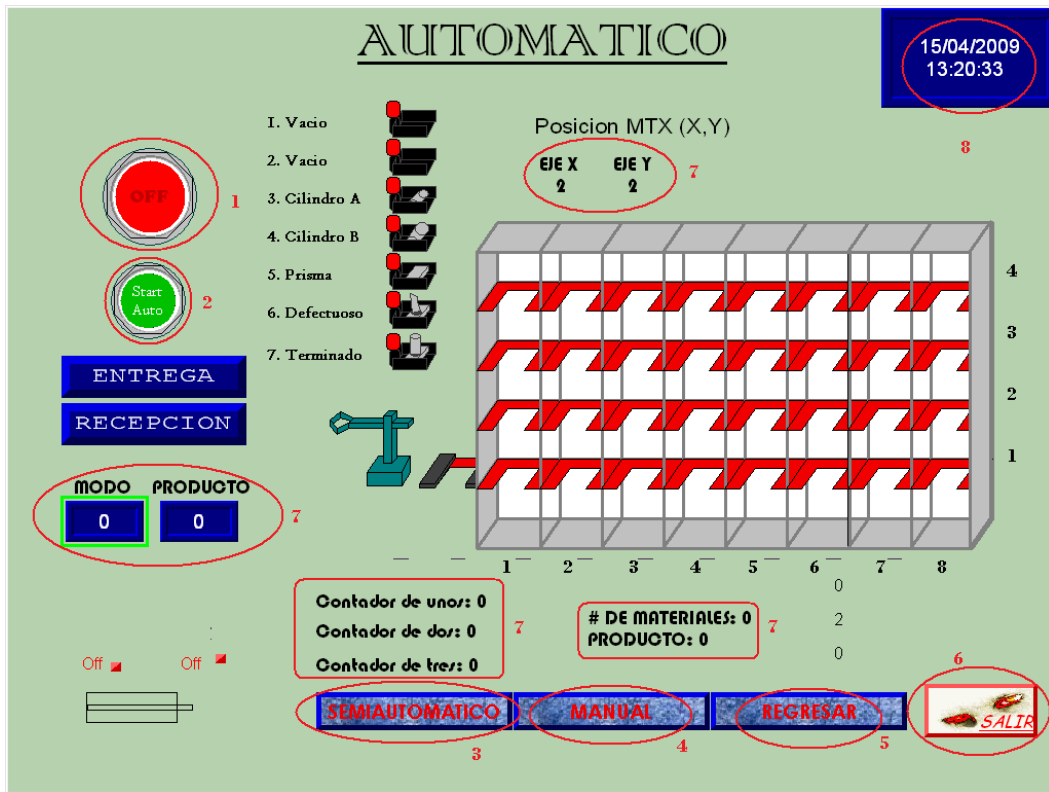 AUTOMATICO
15/04/2009
13:20:33
8
1. Vacio
2. Vacio
3. Cilindro A
4. Cilindro B
5. Prisma
6. Defectuoso
7. Terminado
Posicion MTX (X,Y)
EJE X EJE Y
2 2
7
OFF
1
Start
Auto
2
ENTREGA
RECEPCION
MODO PRODUCTO
0 0
7
4
3
2
1
1 2 3 4 5 6 7 8
0
2
0
Contador de unos: 0
Contador de dos: 0
Contador de tres: 0
7
# DE MATERIALES: 0
PRODUCTO: 0
7
Off Off
SEMIAUTOMATICO
3
MANUAL
4
REGRESAR
5
6
SALIR